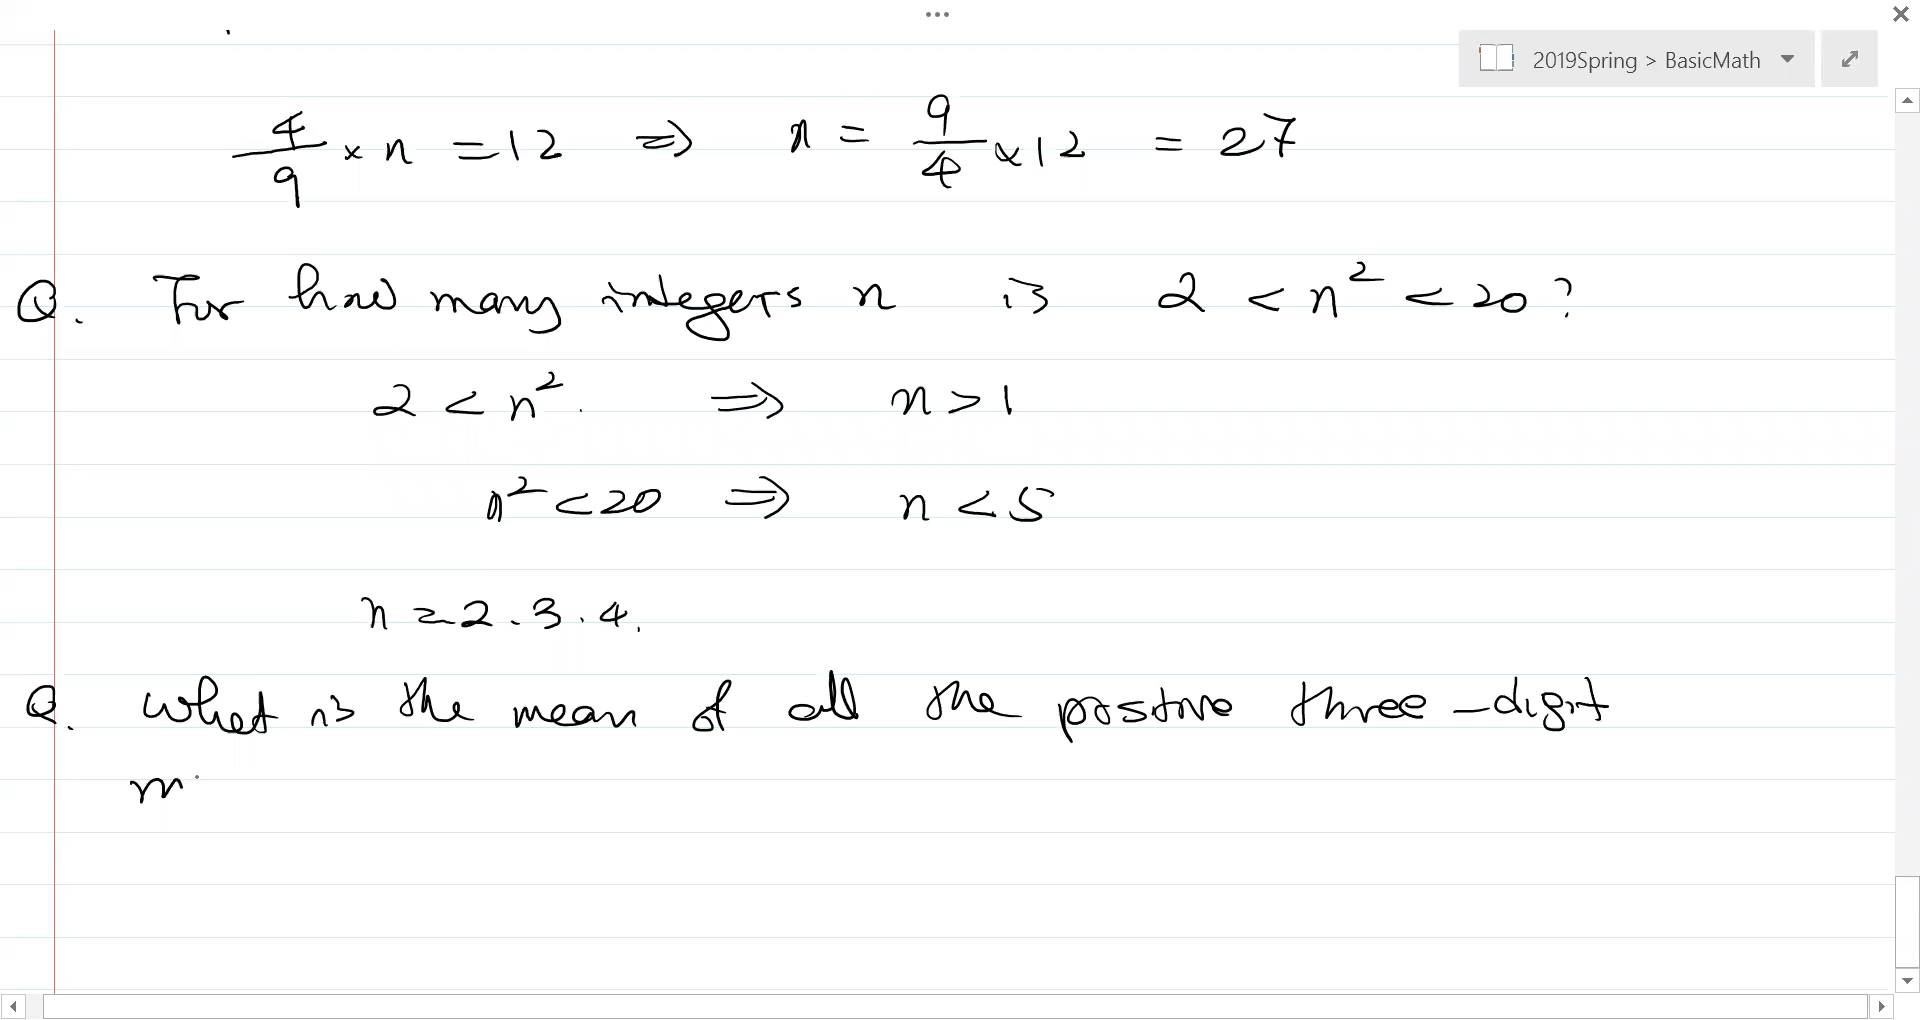 2019Spring > BasicMath
4/9 × n = 12 ⇒ n = 9/4 × 12 = 27
Q. For how many integers n is 2 < n² < 20?
2 < n². ⇒ n > 1
n² < 20 ⇒ n < 5
n = 2.3.4.
Q. What is the mean of all the positive three-digit
m